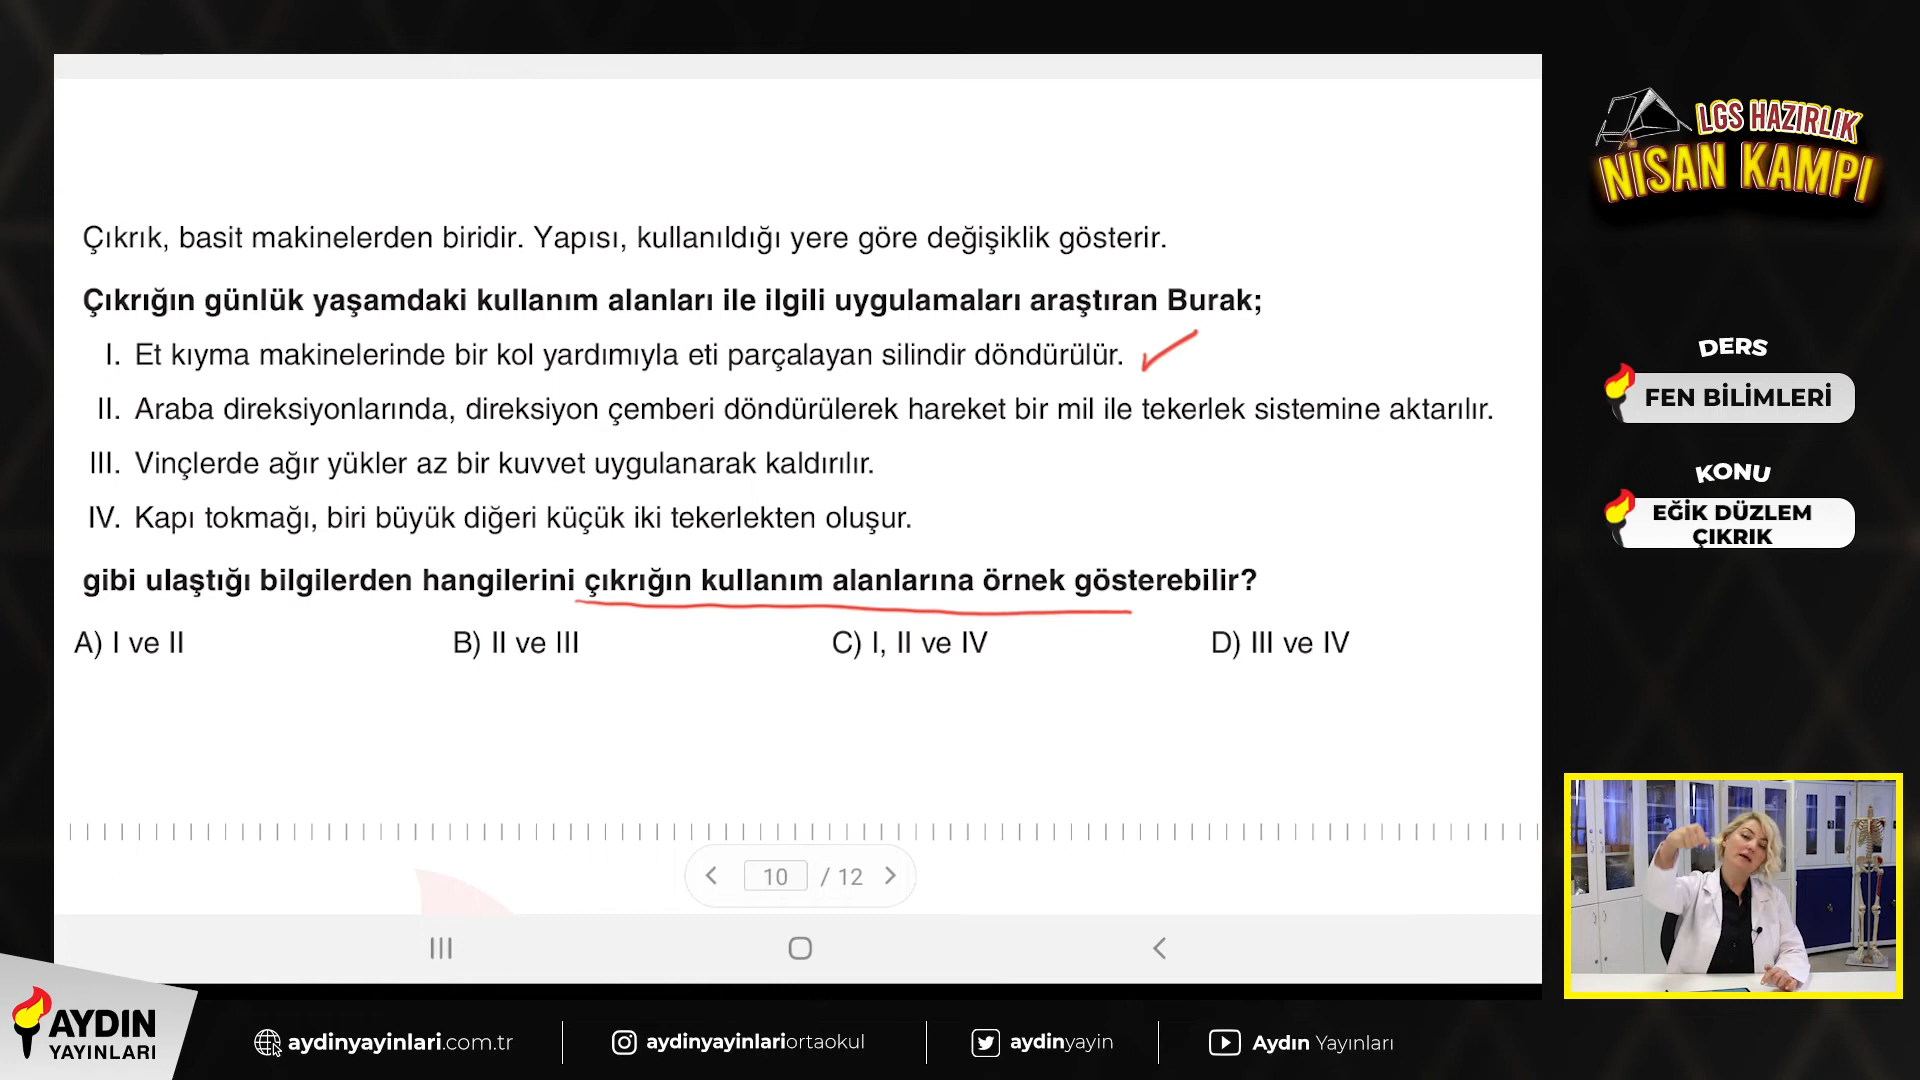 LGS HAZIRLIK
NİSAN KAMPI
Çıkrık, basit makinelerden biridir. Yapısı, kullanıldığı yere göre değişiklik gösterir.
Çıkrığın günlük yaşamdaki kullanım alanları ile ilgili uygulamaları araştıran Burak;
I. Et kıyma makinelerinde bir kol yardımıyla eti parçalayan silindir döndürülür.
II. Araba direksiyonlarında, direksiyon çemberi döndürülerek hareket bir mil ile tekerlek sistemine aktarılır.
III. Vinçlerde ağır yükler az bir kuvvet uygulanarak kaldırılır.
IV. Kapı tokmağı, biri büyük diğeri küçük iki tekerlekten oluşur.
gibi ulaştığı bilgilerden hangilerini çıkrığın kullanım alanlarına örnek gösterebilir?
A) I ve II B) II ve III C) I, II ve IV D) III ve IV
10 / 12
DERS
FEN BİLİMLERİ
KONU
EĞİK DÜZLEM
ÇIKRIK
AYDIN
YAYINLARI
aydinyayinlari.com.tr
aydinyayinlariortaokul
aydinyayin
Aydın Yayınları